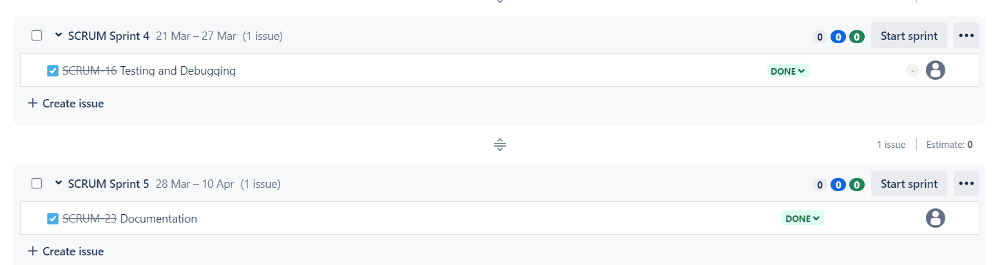 SCRUM Sprint 4 21 Mar – 27 Mar (1 issue) 0 0 0 Start sprint
SCRUM-16 Testing and Debugging DONE -
+ Create issue
1 issue Estimate: 0
SCRUM Sprint 5 28 Mar – 10 Apr (1 issue) 0 0 0 Start sprint
SCRUM-23 Documentation DONE
+ Create issue